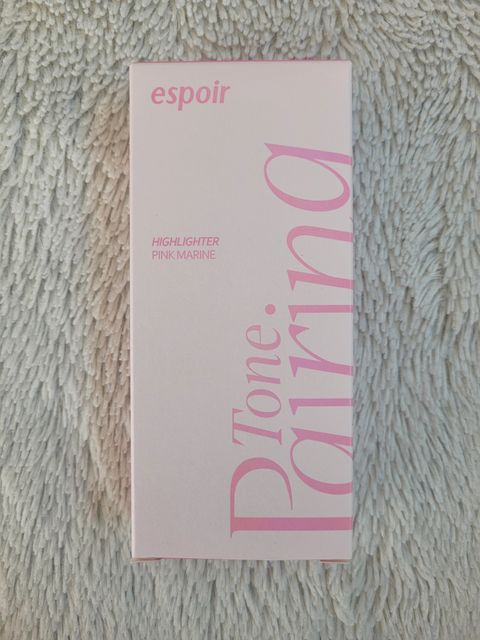 espoir
HIGHLIGHTER
PINK MARINE
Tone.
Pairing